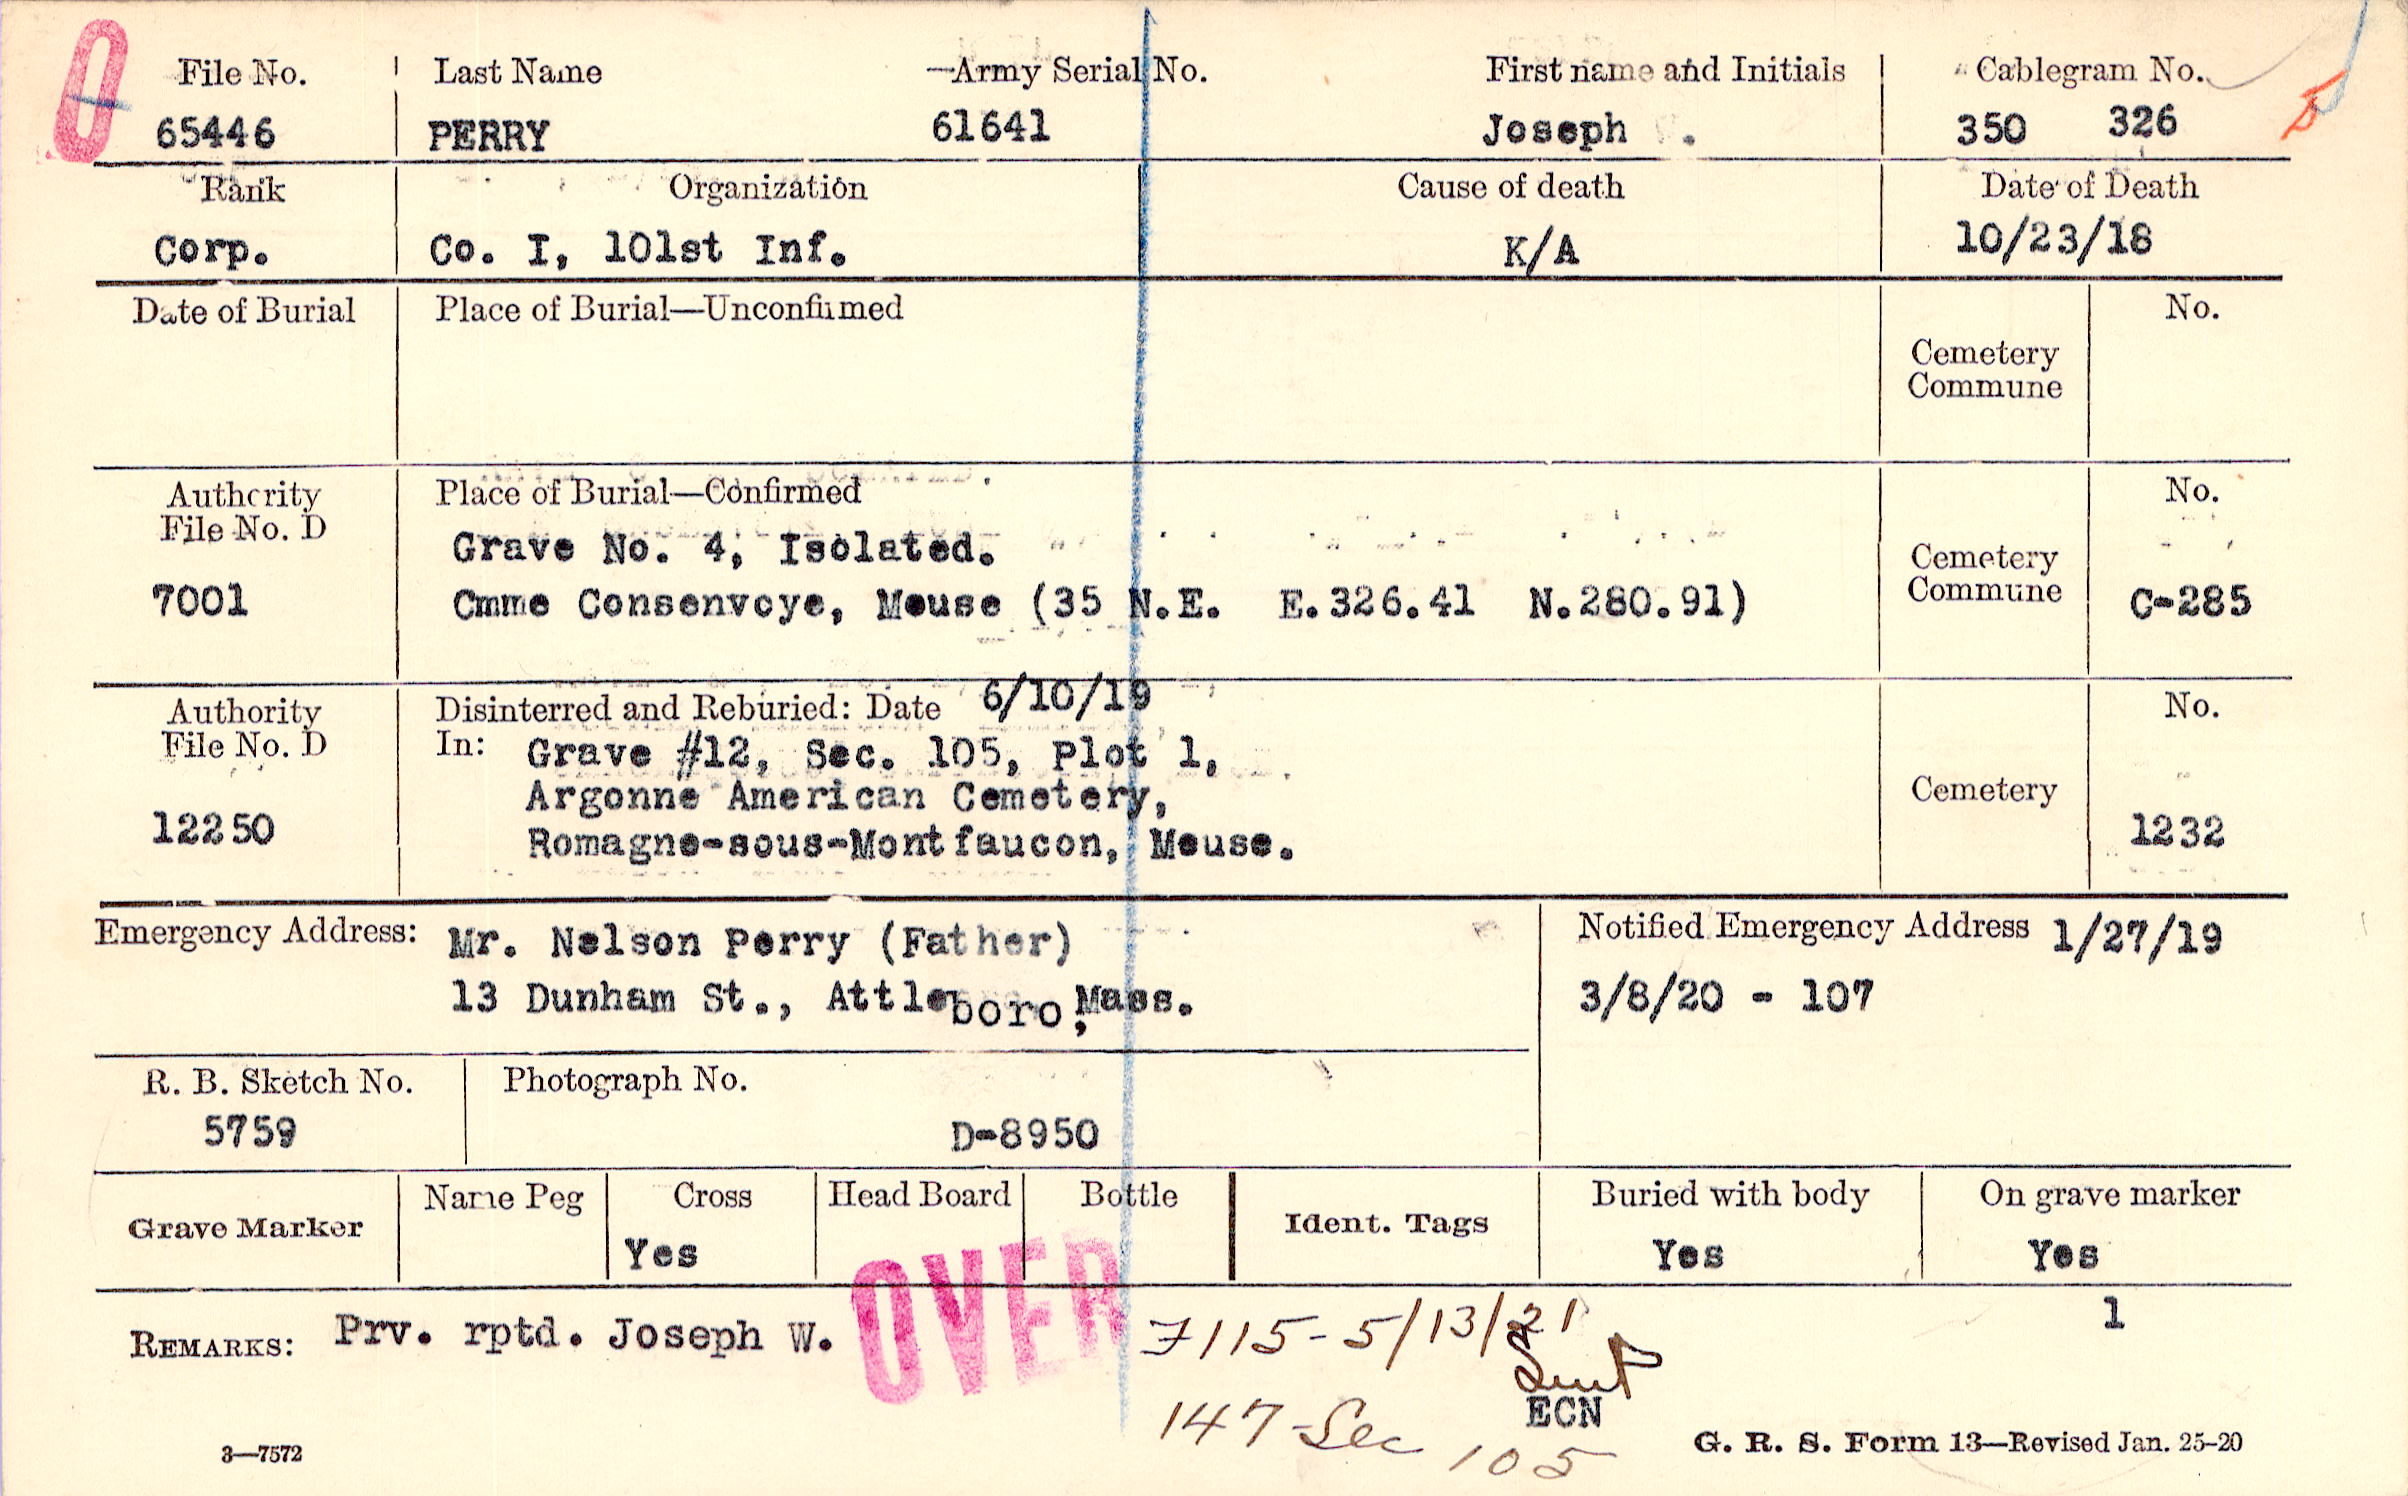 O
File No. Last Name Army Serial No. First name and Initials Cablegram No.
65446 PERRY 61641 Joseph . 350 326
Rank Organization Cause of death Date of Death
Corp. Co. I, 101st Inf. K/A 10/23/18
Date of Burial Place of Burial—Unconfirmed No.
Cemetery
Commune
Authority Place of Burial—Confirmed No.
File No. D
Grave No. 4, Isolated.
Cemetery
Commune
7001 Cmme Consenvoye, Meuse (35 N.E. E.326.41 N.280.91) C-285
Authority Disinterred and Reburied: Date 6/10/19 No.
File No. D In: Grave #12, Sec. 105, Plot 1,
Argonne American Cemetery, Cemetery
12250 Romagne-sous-Montfaucon, Meuse. 1232
Emergency Address: Mr. Nelson Perry (Father) Notified Emergency Address 1/27/19
13 Dunham St., Attleboro, Mass. 3/8/20 - 107
R. B. Sketch No. Photograph No.
5759 D-8950
Grave Marker Name Peg Cross Head Board Bottle Ident. Tags Buried with body On grave marker
Yes Yes Yes
OVER
REMARKS: Prv. rptd. Joseph W. 7115-5/13/21 1
ECN
147-Sec 105
3—7572 G. R. S. Form 13—Revised Jan. 25-20